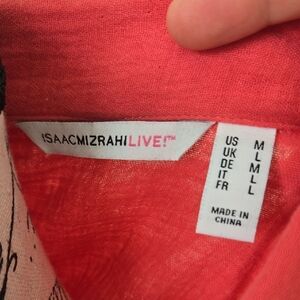 ISAACMIZRAHILIVE!™
US M
UK L
DE M
IT L
FR L
MADE IN
CHINA